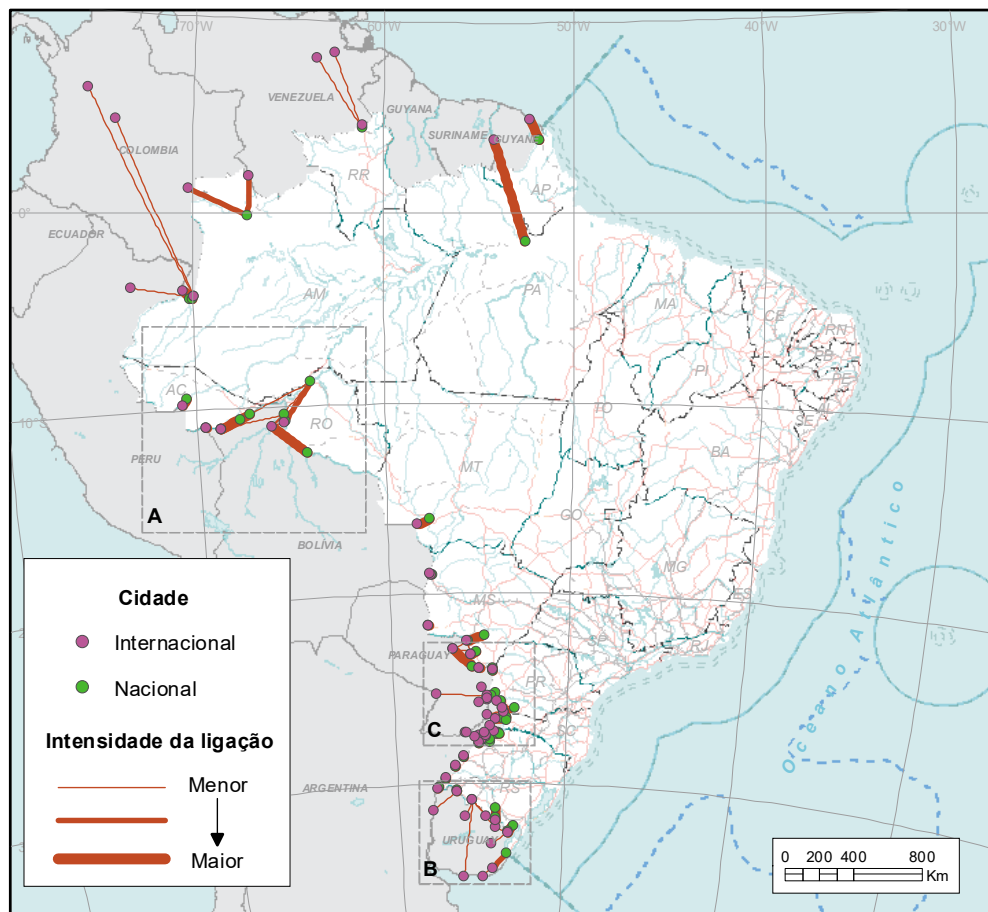 70°W
60°W
50°W
40°W
30°W
VENEZUELA
GUYANA
SURINAME
GUYANE
COLOMBIA
RR
AP
0°
ECUADOR
AM
PA
MA
CE
RN
PB
PE
AC
PI
AL
SE
TO
RO
10°
BA
PERU
MT
A
GO
BOLÍVIA
MG
ES
MS
SP
RJ
PARAGUAY
PR
C
SC
RS
ARGENTINA
URUGUAY
B
Oceano Atlântico
Cidade
Internacional
Nacional
Intensidade da ligação
Menor
Maior
0 200 400 800
Km